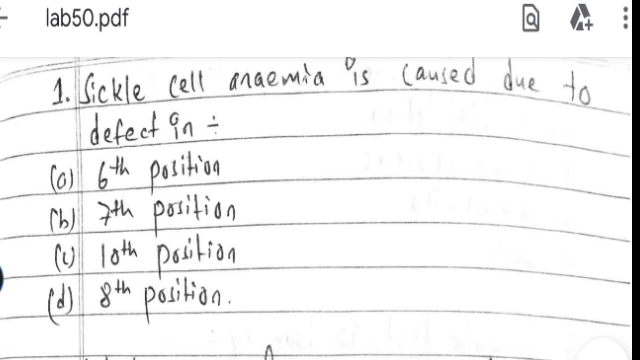 lab50.pdf
1. Sickle cell anaemia is caused due to
defect in ÷
(a) 6th position
(b) 7th position
(c) 10th position
(d) 8th position.